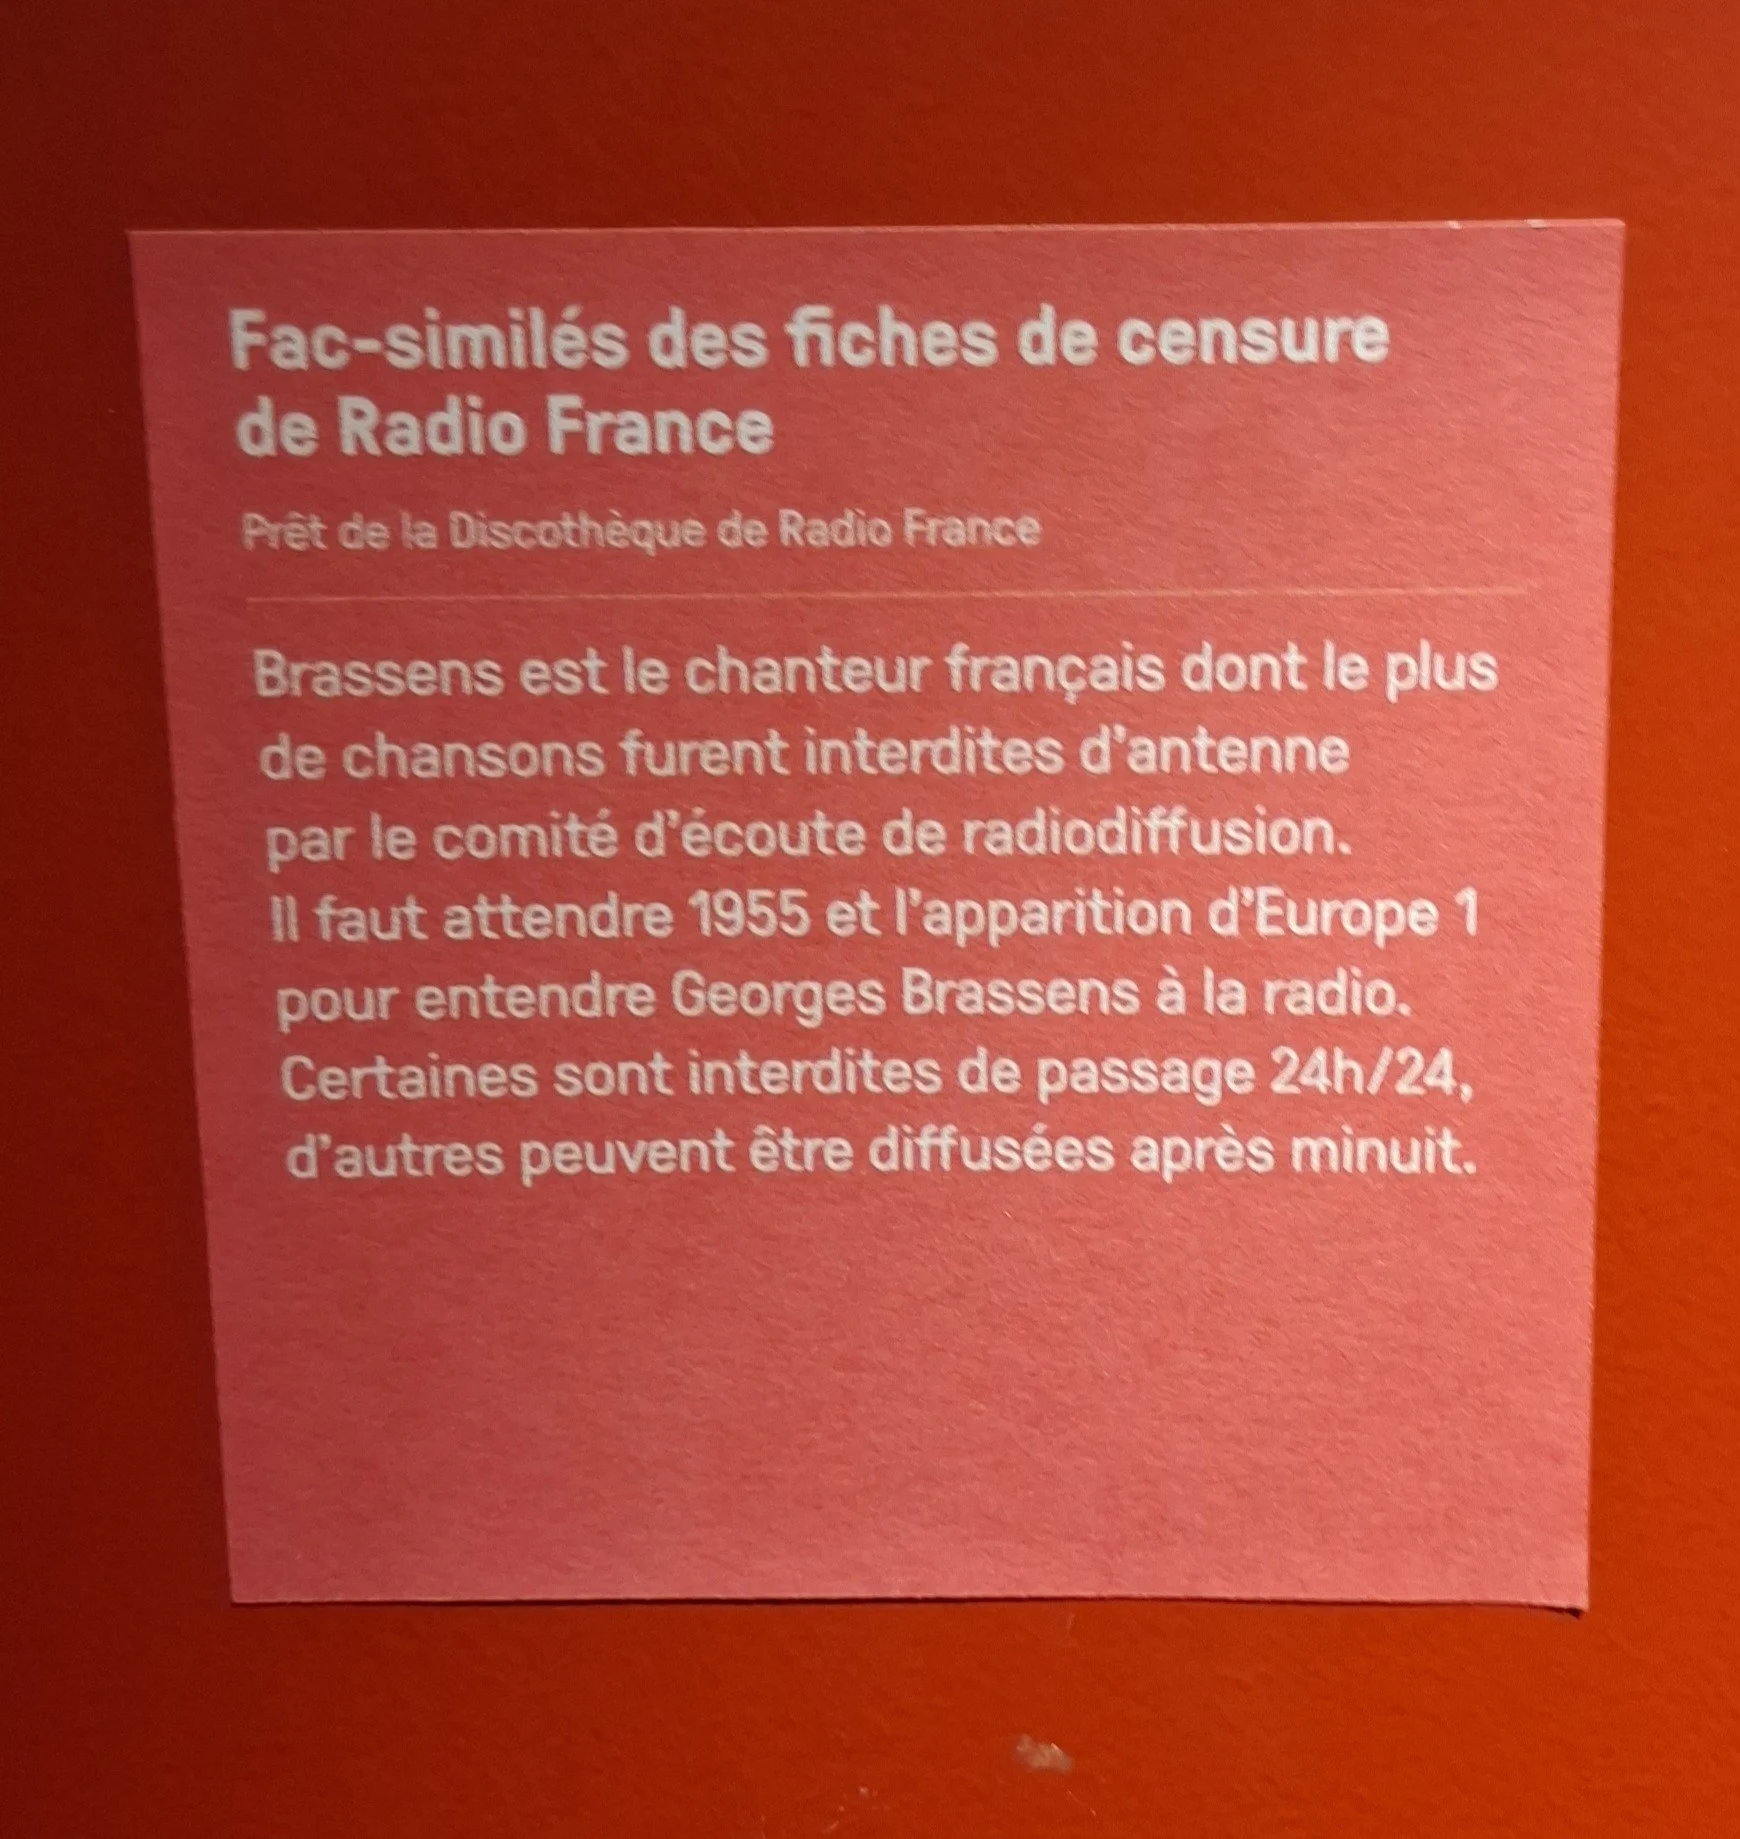 Fac-similés des fiches de censure
de Radio France
Prêt de la Discothèque de Radio France
Brassens est le chanteur français dont le plus
de chansons furent interdites d'antenne
par le comité d'écoute de radiodiffusion.
Il faut attendre 1955 et l'apparition d'Europe 1
pour entendre Georges Brassens à la radio.
Certaines sont interdites de passage 24h/24,
d'autres peuvent être diffusées après minuit.